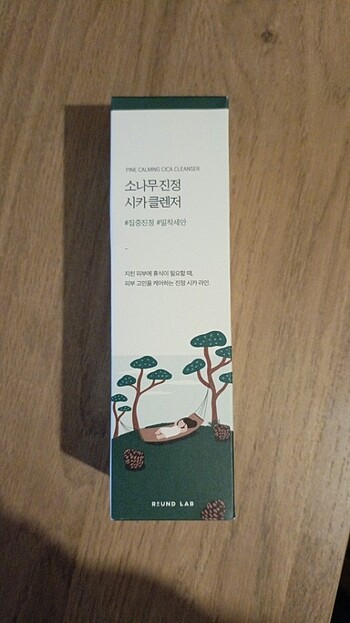 PINE CALMING CICA CLEANSER
소나무 진정
시카 클렌저
#집중진정 #밀착세안
지친 피부에 휴식이 필요할 때,
피부 고민을 케어하는 진정 시카 라인.
ROUND LAB